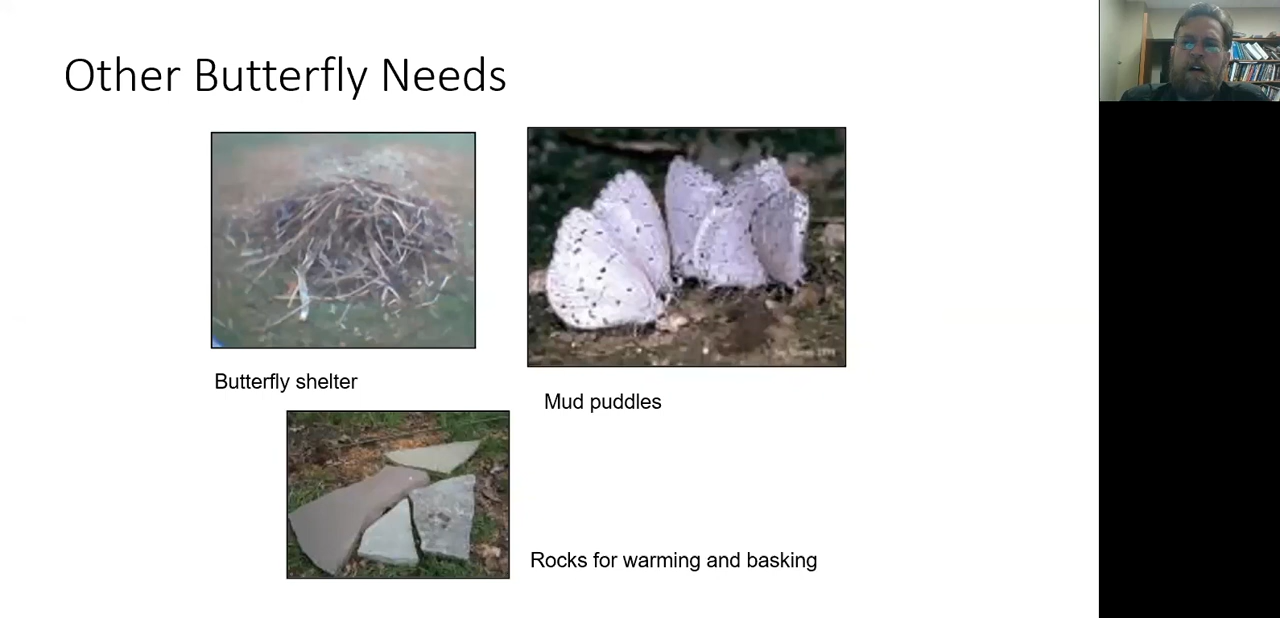 Other Butterfly Needs
Butterfly shelter
Mud puddles
Rocks for warming and basking